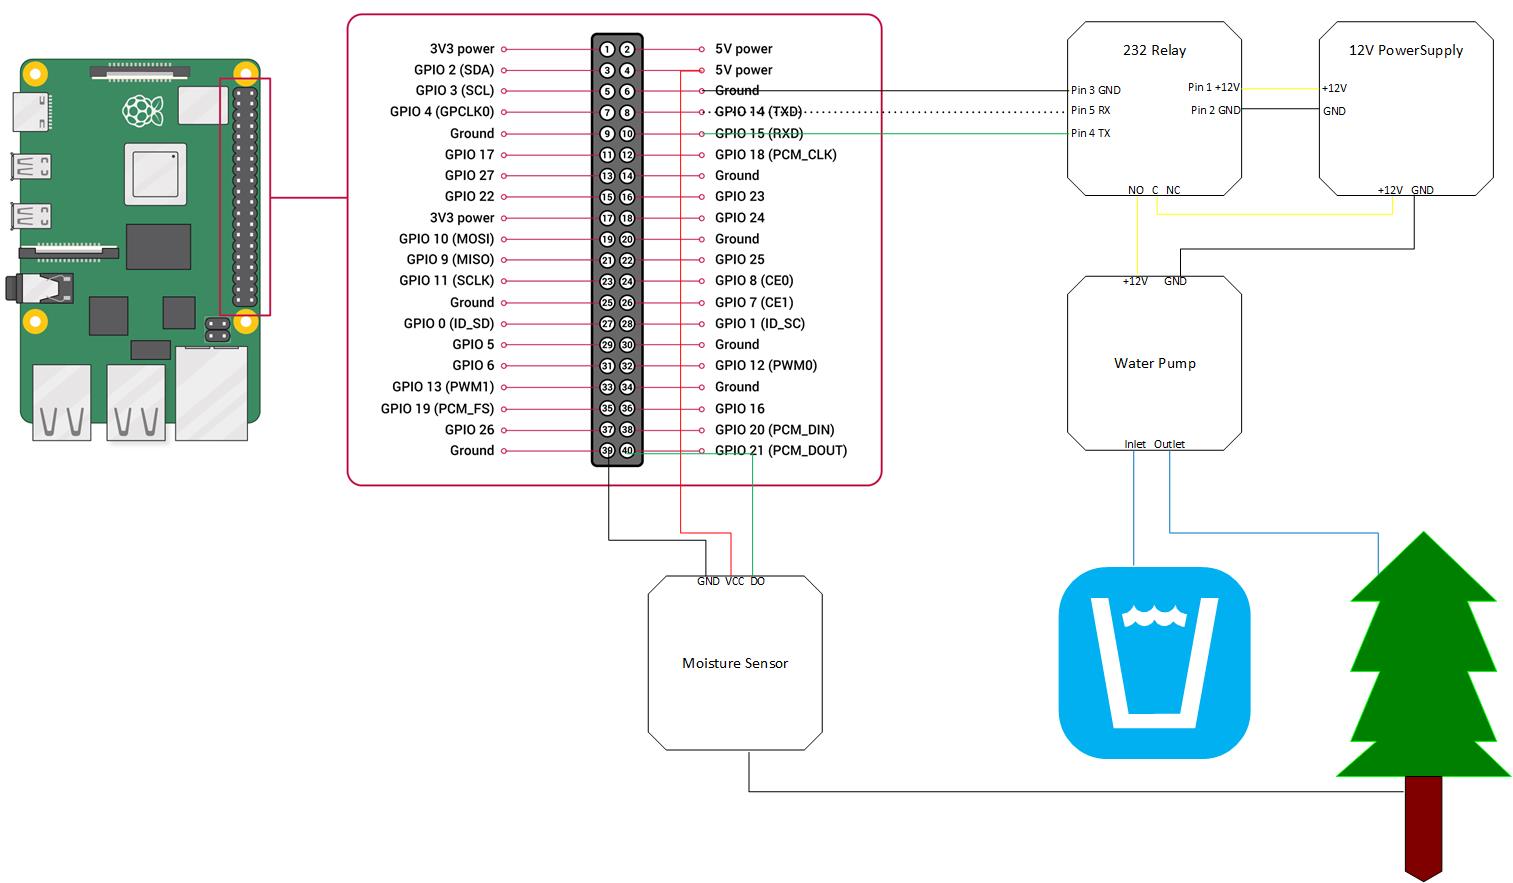 3V3 power 1 2 5V power
GPIO 2 (SDA) 3 4 5V power
GPIO 3 (SCL) 5 6 Ground
GPIO 4 (GPCLK0) 7 8 GPIO 14 (TXD)
Ground 9 10 GPIO 15 (RXD)
GPIO 17 11 12 GPIO 18 (PCM_CLK)
GPIO 27 13 14 Ground
GPIO 22 15 16 GPIO 23
3V3 power 17 18 GPIO 24
GPIO 10 (MOSI) 19 20 Ground
GPIO 9 (MISO) 21 22 GPIO 25
GPIO 11 (SCLK) 23 24 GPIO 8 (CE0)
Ground 25 26 GPIO 7 (CE1)
GPIO 0 (ID_SD) 27 28 GPIO 1 (ID_SC)
GPIO 5 29 30 Ground
GPIO 6 31 32 GPIO 12 (PWM0)
GPIO 13 (PWM1) 33 34 Ground
GPIO 19 (PCM_FS) 35 36 GPIO 16
GPIO 26 37 38 GPIO 20 (PCM_DIN)
Ground 39 40 GPIO 21 (PCM_DOUT)
232 Relay
Pin 3 GND
Pin 5 RX
Pin 4 TX
Pin 1 +12V
Pin 2 GND
NO C NC
12V PowerSupply
+12V
GND
+12V GND
+12V GND
Water Pump
Inlet Outlet
GND VCC DO
Moisture Sensor